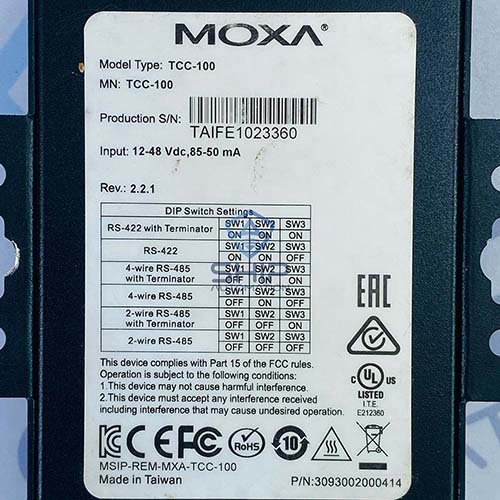 MOXA®
Model Type: TCC-100
MN: TCC-100
Production S/N:
TAIFE1023360
Input: 12-48 Vdc,85-50 mA
Rev.: 2.2.1
DIP Switch Settings
RS-422 with Terminator SW1 SW2 SW3
ON ON ON
RS-422 SW1 SW2 SW3
ON ON OFF
4-wire RS-485 with Terminator SW1 SW2 SW3
OFF ON ON
4-wire RS-485 SW1 SW2 SW3
OFF ON OFF
2-wire RS-485 with Terminator SW1 SW2 SW3
OFF OFF ON
2-wire RS-485 SW1 SW2 SW3
OFF OFF OFF
EAC
This device complies with Part 15 of the FCC rules.
Operation is subject to the following conditions:
1.This device may not cause harmful interference.
2.This device must accept any interference received
including interference that may cause undesired operation.
C UL US
LISTED
I.T.E.
E212360
CE FC RoHS 10
MSIP-REM-MXA-TCC-100
Made in Taiwan
P/N:3093002000414